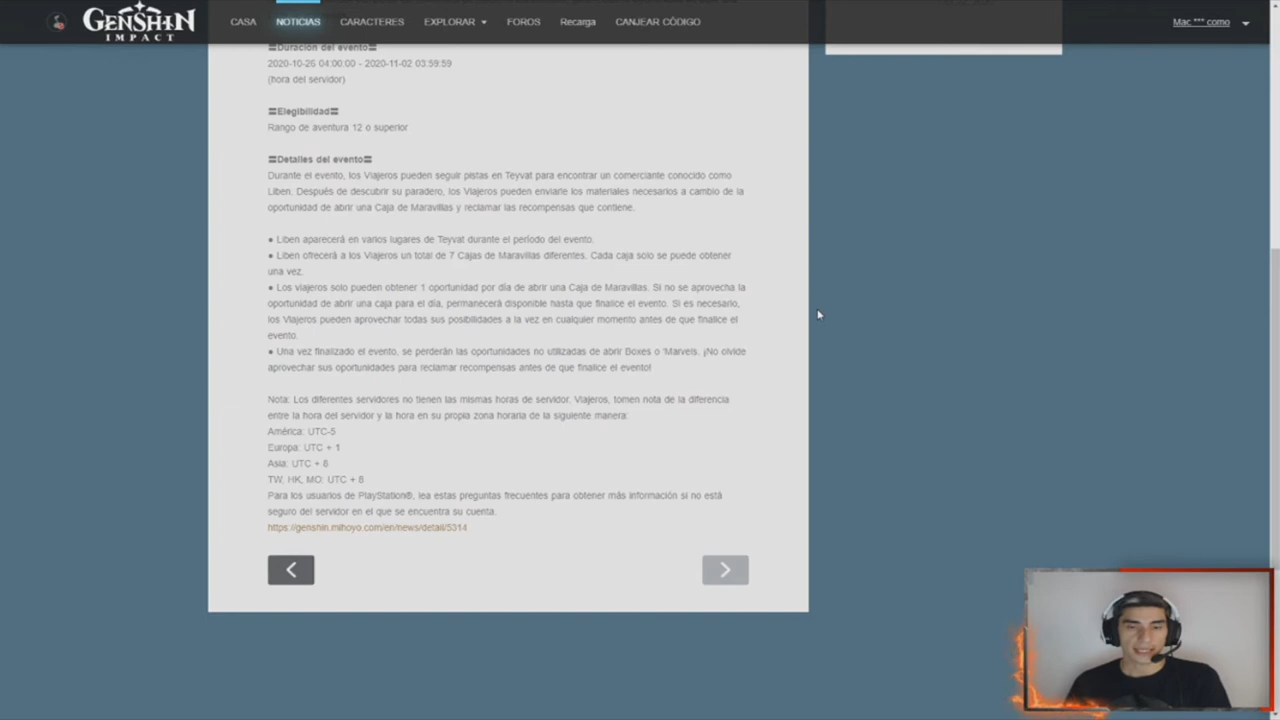 GENSHIN
IMPACT
CASA NOTICIAS CARACTERES EXPLORAR FOROS Recarga CANJEAR CÓDIGO Mac *** como
〓Duración del evento〓
2020-10-26 04:00:00 - 2020-11-02 03:59:59
(hora del servidor)
〓Elegibilidad〓
Rango de aventura 12 o superior
〓Detalles del evento〓
Durante el evento, los Viajeros pueden seguir pistas en Teyvat para encontrar un comerciante conocido como
Liben. Después de descubrir su paradero, los Viajeros pueden enviarle los materiales necesarios a cambio de la
oportunidad de abrir una Caja de Maravillas y reclamar las recompensas que contiene.
● Liben aparecerá en varios lugares de Teyvat durante el período del evento.
● Liben ofrecerá a los Viajeros un total de 7 Cajas de Maravillas diferentes. Cada caja solo se puede obtener
una vez.
● Los viajeros solo pueden obtener 1 oportunidad por día de abrir una Caja de Maravillas. Si no se aprovecha la
oportunidad de abrir una caja para el día, permanecerá disponible hasta que finalice el evento. Si es necesario,
los Viajeros pueden aprovechar todas sus posibilidades a la vez en cualquier momento antes de que finalice el
evento.
● Una vez finalizado el evento, se perderán las oportunidades no utilizadas de abrir Boxes o 'Marvels. ¡No olvide
aprovechar sus oportunidades para reclamar recompensas antes de que finalice el evento!
Nota: Los diferentes servidores no tienen las mismas horas de servidor. Viajeros, tomen nota de la diferencia
entre la hora del servidor y la hora en su propia zona horaria de la siguiente manera:
América: UTC-5
Europa: UTC + 1
Asia: UTC + 8
TW, HK, MO: UTC + 8
Para los usuarios de PlayStation®, lea estas preguntas frecuentes para obtener más información si no está
seguro del servidor en el que se encuentra su cuenta.
https://genshin.mihoyo.com/en/news/detail/5314